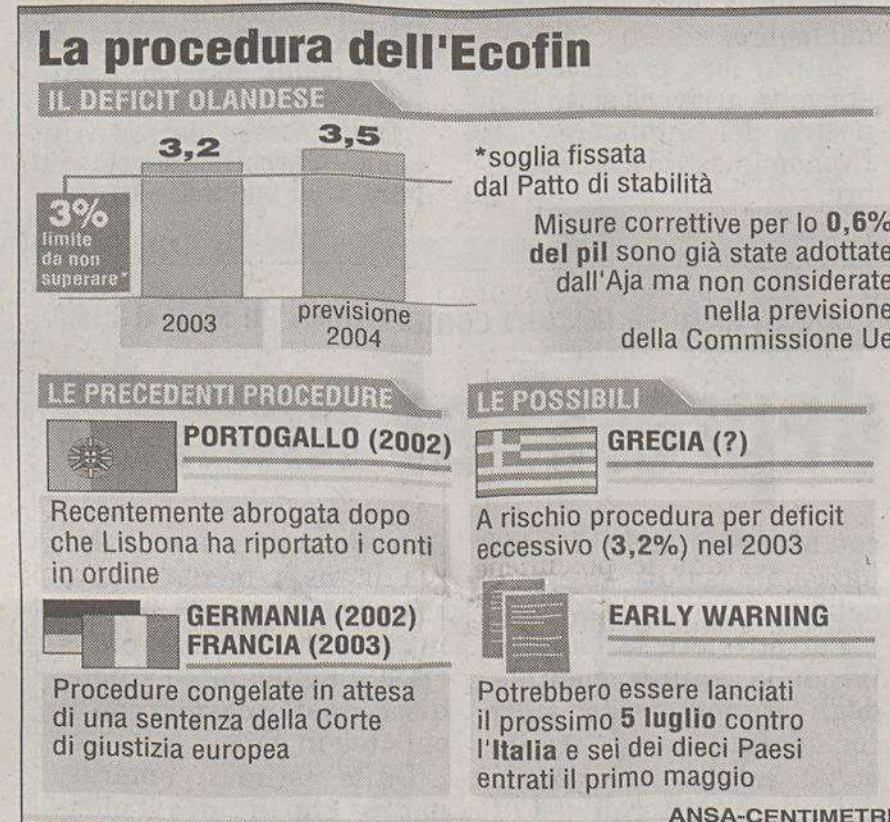 La procedura dell'Ecofin
IL DEFICIT OLANDESE
3,2
3,5
3%
limite
da non
superare*
2003
previsione
2004
*soglia fissata
dal Patto di stabilità
Misure correttive per lo 0,6%
del pil sono già state adottate
dall'Aja ma non considerate
nella previsione
della Commissione Ue
LE PRECEDENTI PROCEDURE
PORTOGALLO (2002)
Recentemente abrogata dopo
che Lisbona ha riportato i conti
in ordine
GERMANIA (2002)
FRANCIA (2003)
Procedure congelate in attesa
di una sentenza della Corte
di giustizia europea
LE POSSIBILI
GRECIA (?)
A rischio procedura per deficit
eccessivo (3,2%) nel 2003
EARLY WARNING
Potrebbero essere lanciati
il prossimo 5 luglio contro
l'Italia e sei dei dieci Paesi
entrati il primo maggio
ANSA-CENTIMETRI